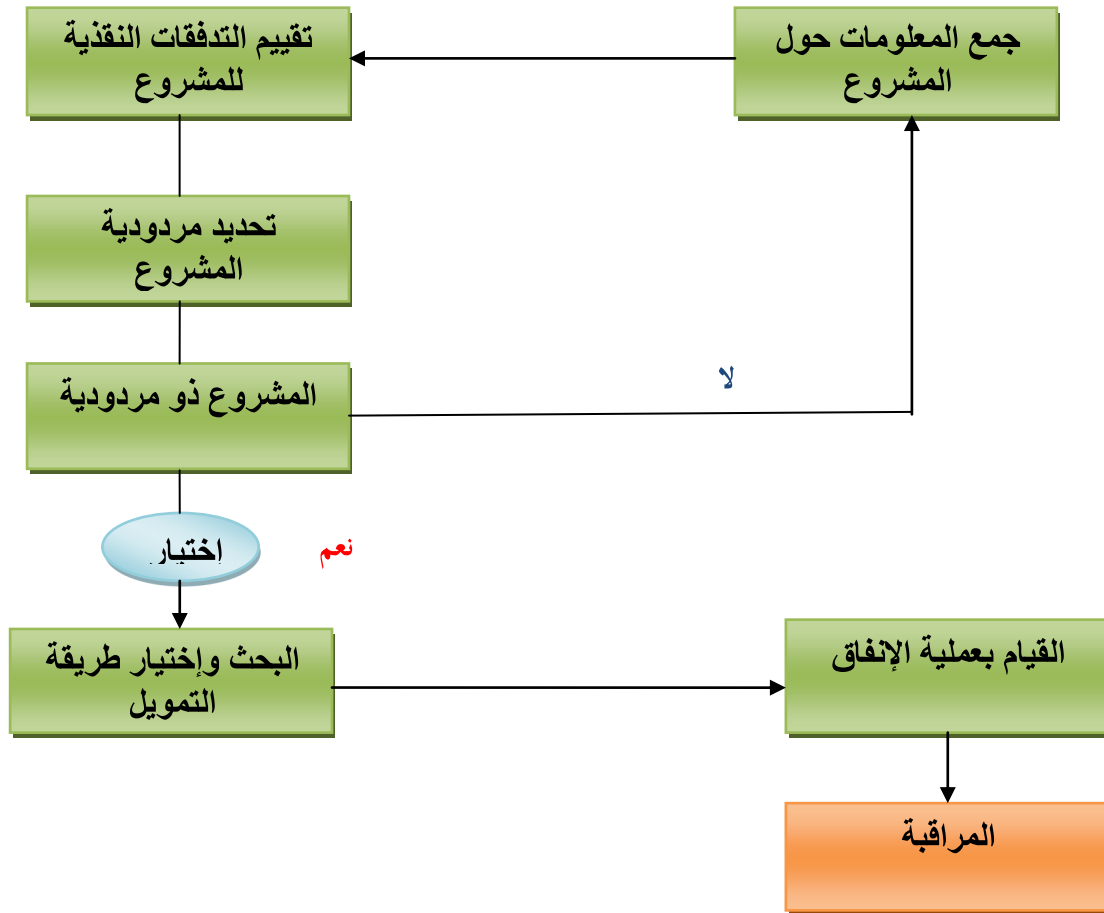 جمع المعلومات حول
المشروع
تقييم التدفقات النقذية
للمشروع
تحديد مردودية
المشروع
المشروع ذو مردودية
لا
إختيار
نعم
البحث وإختيار طريقة
التمويل
القيام بعملية الإنفاق
المراقبة